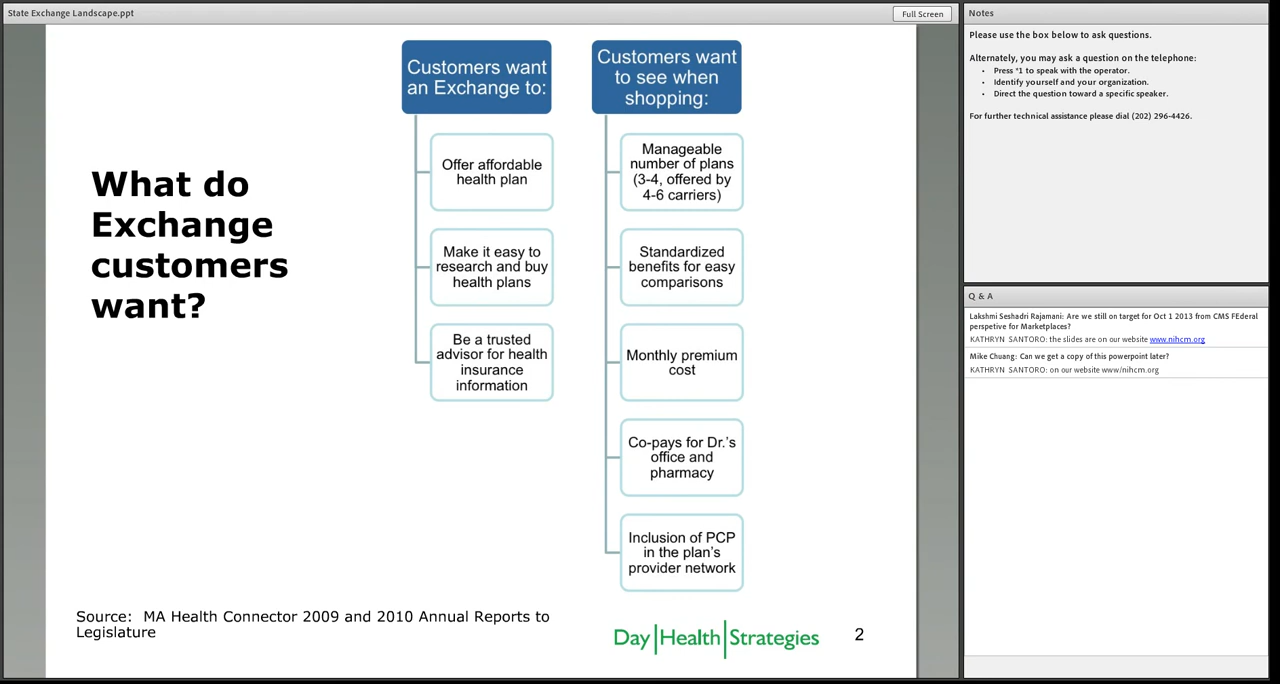 State Exchange Landscape.ppt
Full Screen
What do
Exchange
customers
want?
Customers want
an Exchange to:
Offer affordable
health plan
Make it easy to
research and buy
health plans
Be a trusted
advisor for health
insurance
information
Customers want
to see when
shopping:
Manageable
number of plans
(3-4, offered by
4-6 carriers)
Standardized
benefits for easy
comparisons
Monthly premium
cost
Co-pays for Dr.'s
office and
pharmacy
Inclusion of PCP
in the plan's
provider network
Source:  MA Health Connector 2009 and 2010 Annual Reports to
Legislature
Day|Health|Strategies
2
Notes
Please use the box below to ask questions.
Alternately, you may ask a question on the telephone:
• Press *1 to speak with the operator.
• Identify yourself and your organization.
• Direct the question toward a specific speaker.
For further technical assistance please dial (202) 296-4426.
Q & A
Lakshmi Seshadri Rajamani: Are we still on target for Oct 1 2013 from CMS FEderal
perspetive for Marketplaces?
KATHRYN  SANTORO: the slides are on our website www.nihcm.org
Mike Chuang: Can we get a copy of this powerpoint later?
KATHRYN  SANTORO: on our website www/nihcm.org